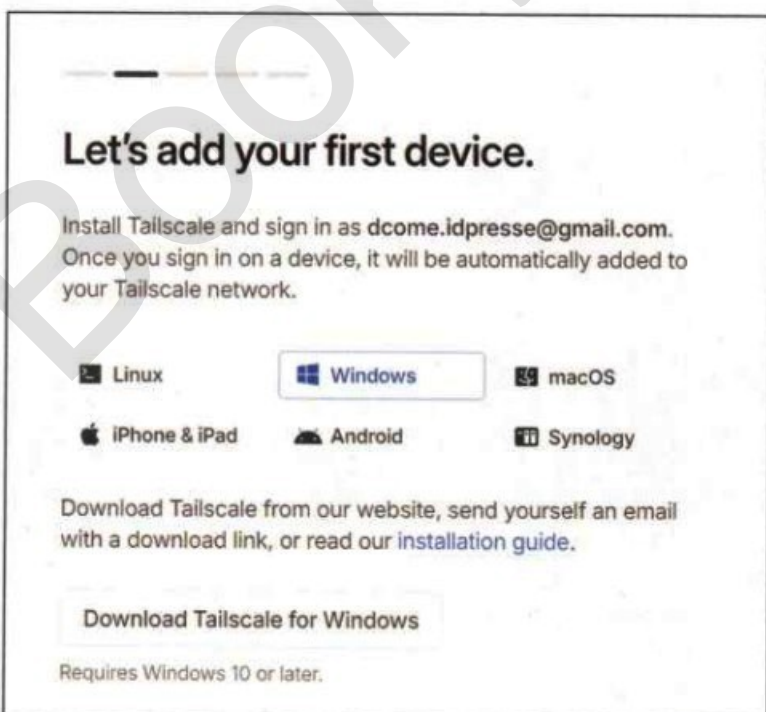 Let's add your first device.
Install Tailscale and sign in as dcome.idpresse@gmail.com.
Once you sign in on a device, it will be automatically added to
your Tailscale network.
Linux
Windows
macOS
iPhone & iPad
Android
Synology
Download Tailscale from our website, send yourself an email
with a download link, or read our installation guide.
Download Tailscale for Windows
Requires Windows 10 or later.